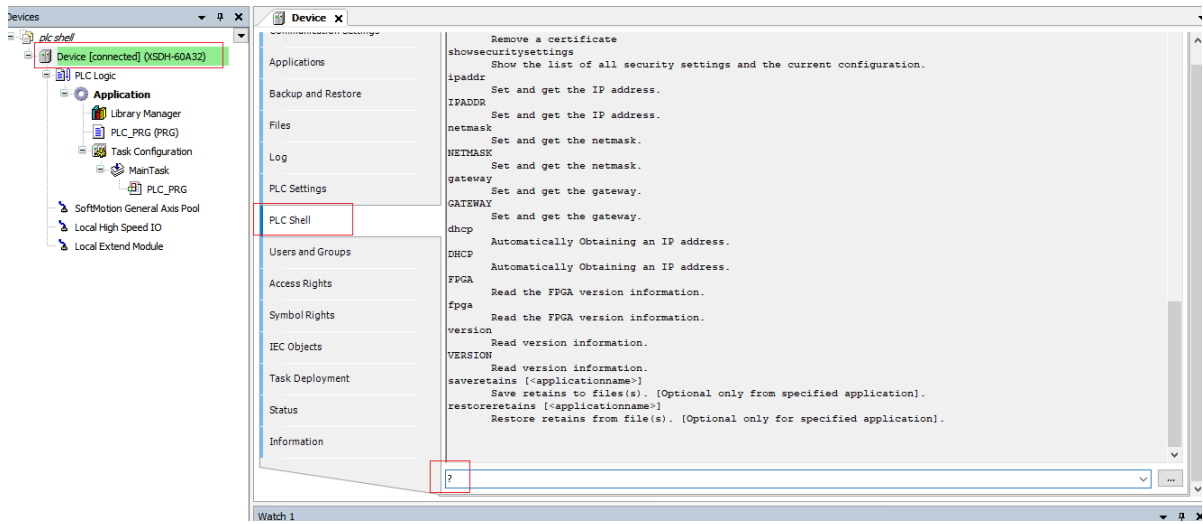 Devices
plc shell
Device [connected] (XSDH-60A32)
PLC Logic
Application
Library Manager
PLC_PRG (PRG)
Task Configuration
MainTask
PLC_PRG
SoftMotion General Axis Pool
Local High Speed IO
Local Extend Module
Device
Communication Settings
Applications
Backup and Restore
Files
Log
PLC Settings
PLC Shell
Users and Groups
Access Rights
Symbol Rights
IEC Objects
Task Deployment
Status
Information
Remove a certificate
showsecuritysettings
Show the list of all security settings and the current configuration.
ipaddr
Set and get the IP address.
IPADDR
Set and get the IP address.
netmask
Set and get the netmask.
NETMASK
Set and get the netmask.
gateway
Set and get the gateway.
GATEWAY
Set and get the gateway.
dhcp
Automatically Obtaining an IP address.
DHCP
Automatically Obtaining an IP address.
FPGA
Read the FPGA version information.
fpga
Read the FPGA version information.
version
Read version information.
VERSION
Read version information.
saveretains [<applicationname>]
Save retains to files(s). [Optional only from specified application].
restoreretains [<applicationname>]
Restore retains from file(s). [Optional only for specified application].
?
...
Watch 1